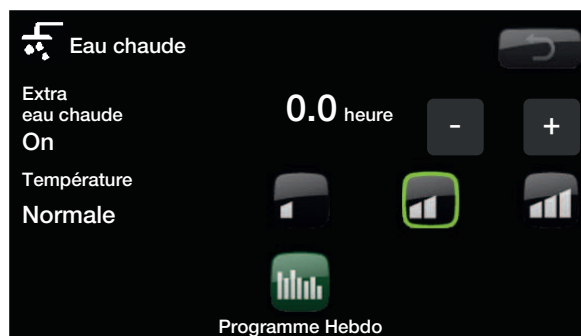 Eau chaude
Extra
eau chaude
0.0 heure
- +
On
Température
Normale
Programme Hebdo